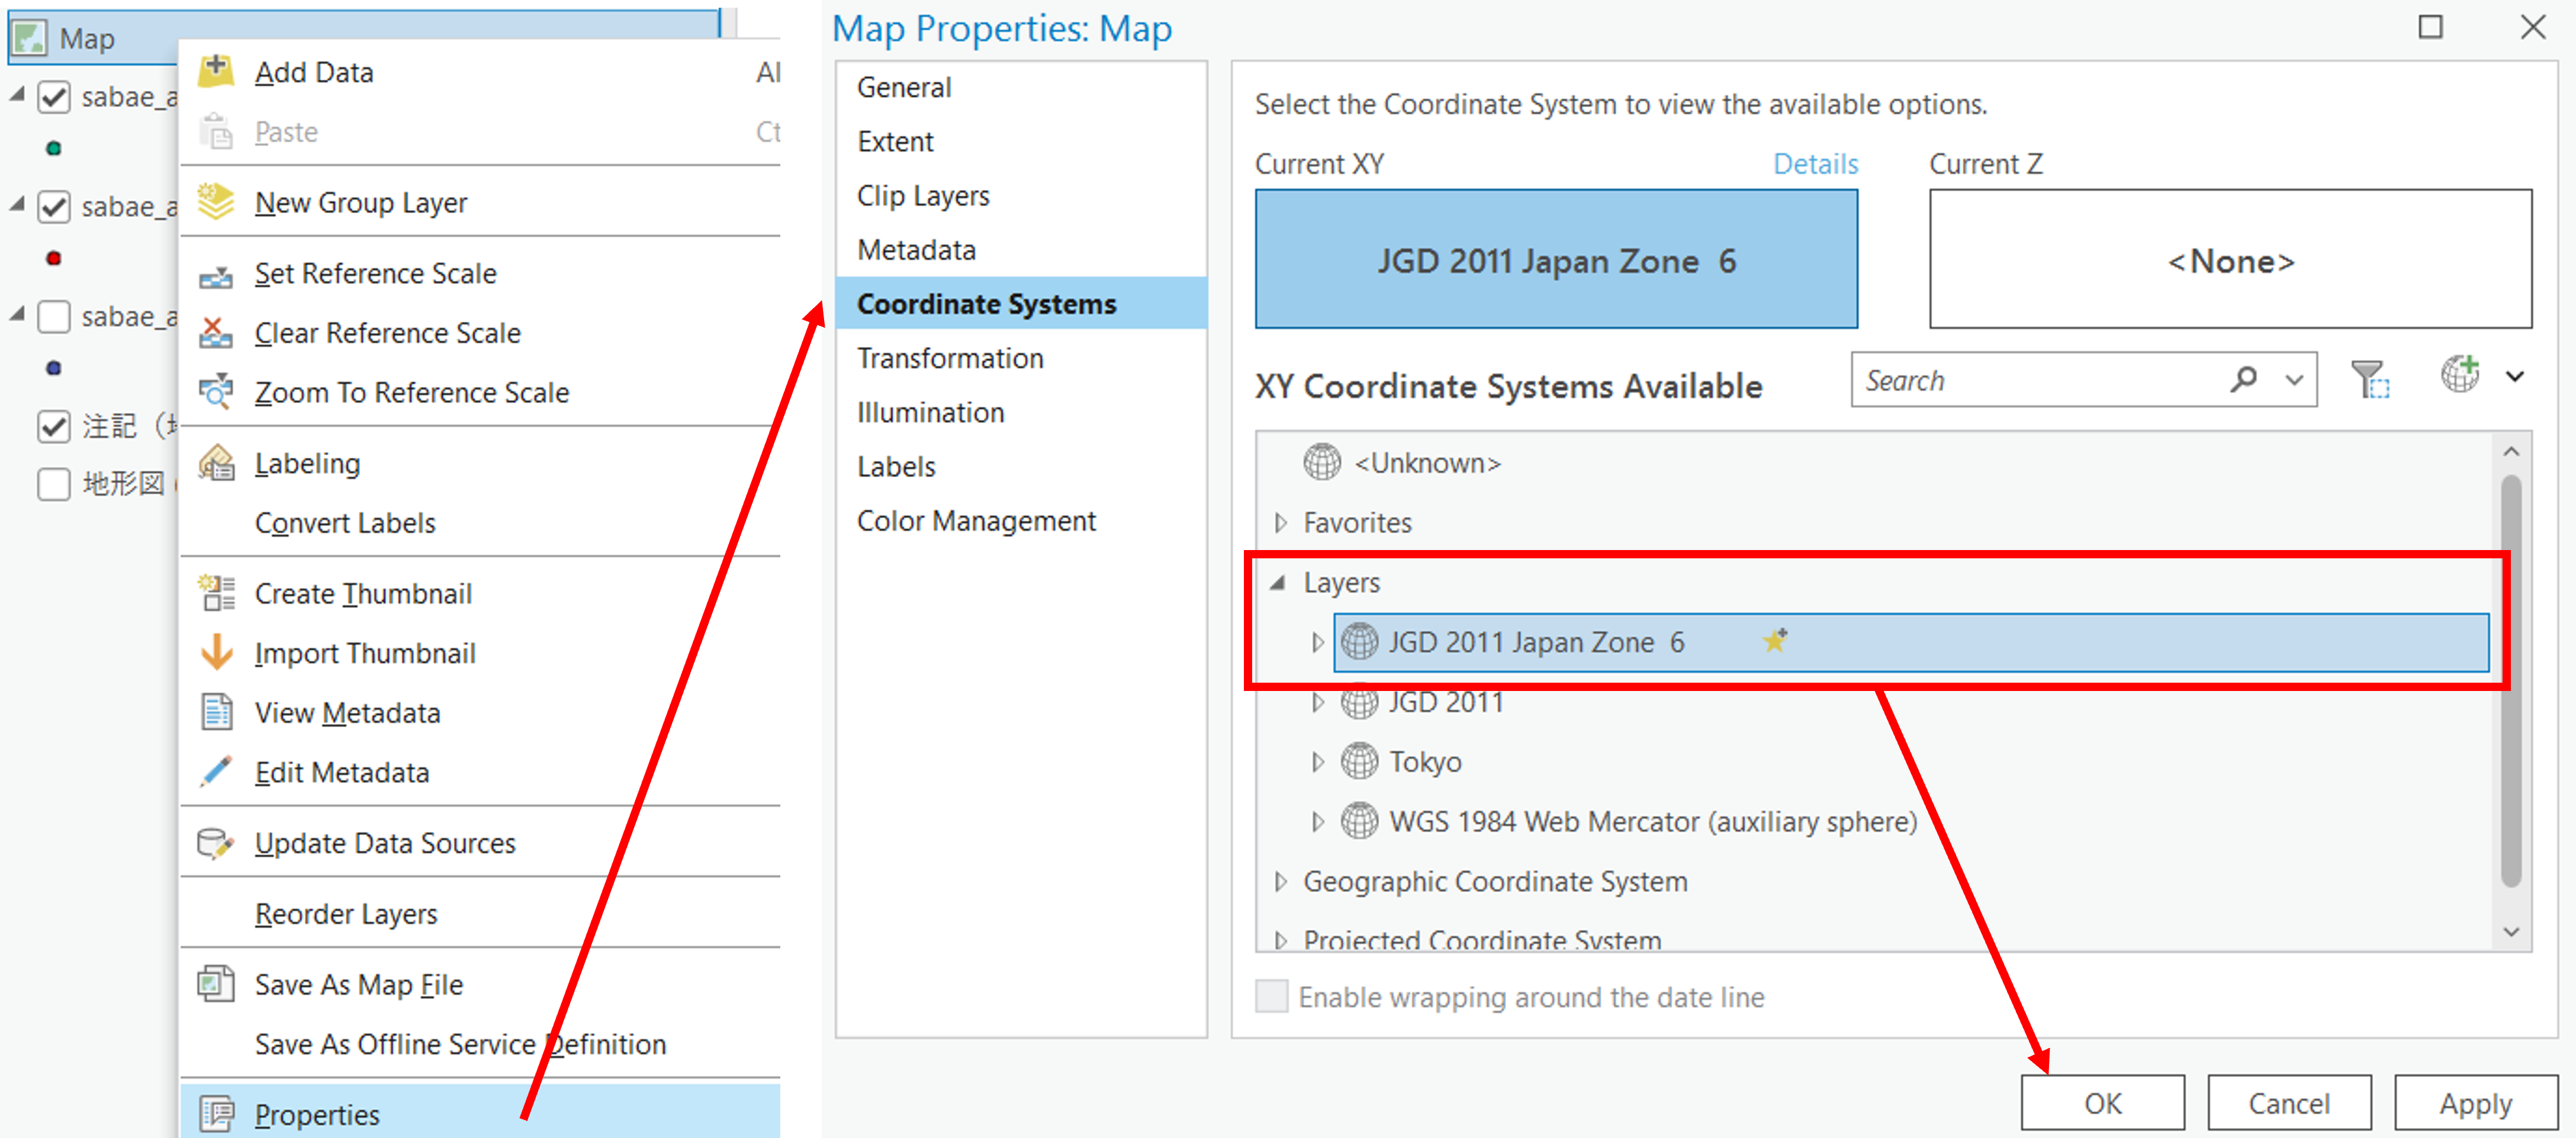 Map
sabae_a
sabae_a
sabae_a
注記（
地形図
Add Data Al
Paste Ct
New Group Layer
Set Reference Scale
Clear Reference Scale
Zoom To Reference Scale
Labeling
Convert Labels
Create Thumbnail
Import Thumbnail
View Metadata
Edit Metadata
Update Data Sources
Reorder Layers
Save As Map File
Save As Offline Service Definition
Properties
Map Properties: Map
General
Extent
Clip Layers
Metadata
Coordinate Systems
Transformation
Illumination
Labels
Color Management
Select the Coordinate System to view the available options.
Current XY Details Current Z
JGD 2011 Japan Zone 6 <None>
XY Coordinate Systems Available Search
<Unknown>
Favorites
Layers
JGD 2011 Japan Zone 6
JGD 2011
Tokyo
WGS 1984 Web Mercator (auxiliary sphere)
Geographic Coordinate System
Projected Coordinate System
Enable wrapping around the date line
OK Cancel Apply